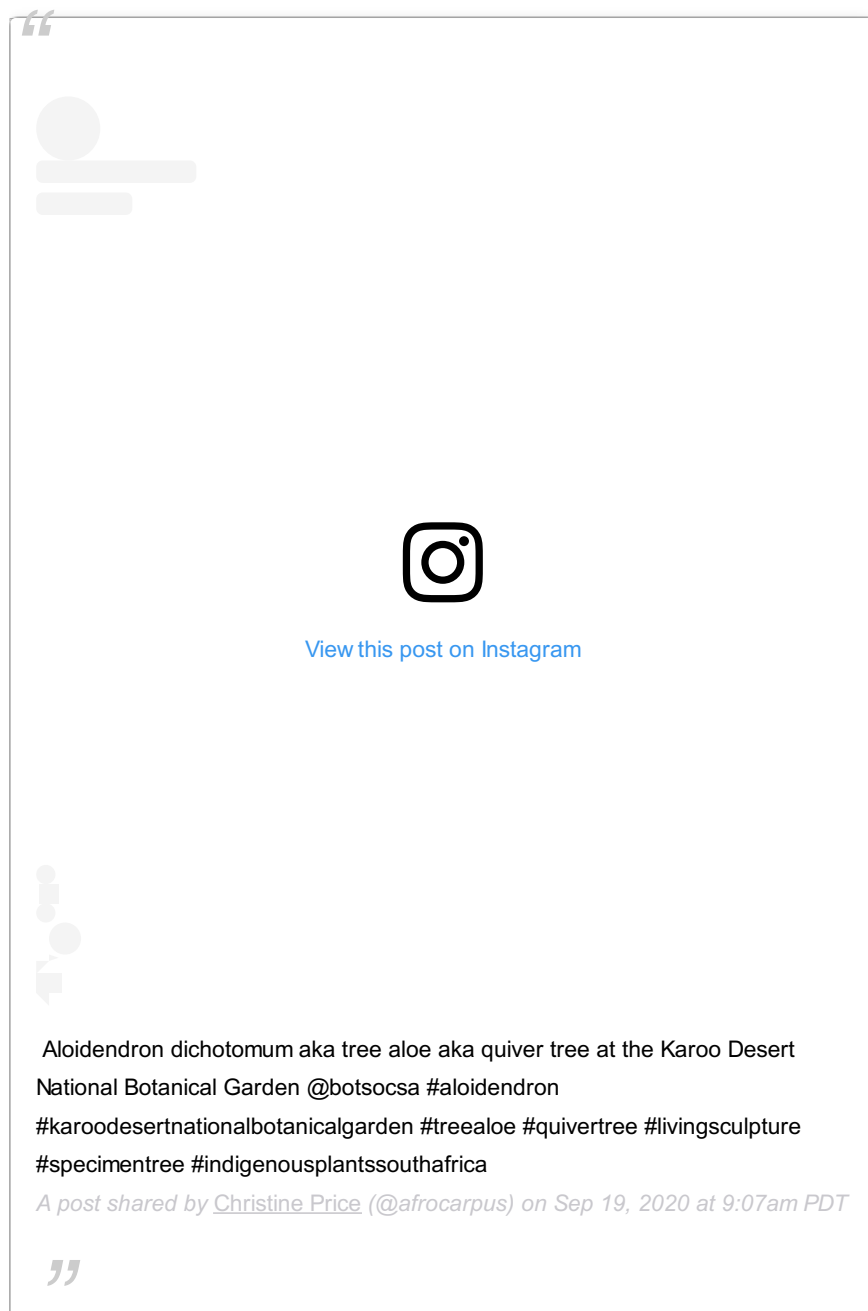 “
View this post on Instagram
Aloidendron dichotomum aka tree aloe aka quiver tree at the Karoo Desert
National Botanical Garden @botsocsa #aloidendron
#karoodesertnationalbotanicalgarden #treealoe #quivertree #livingsculpture
#specimentree #indigenousplantssouthafrica
A post shared by Christine Price (@afrocarpus) on Sep 19, 2020 at 9:07am PDT
”